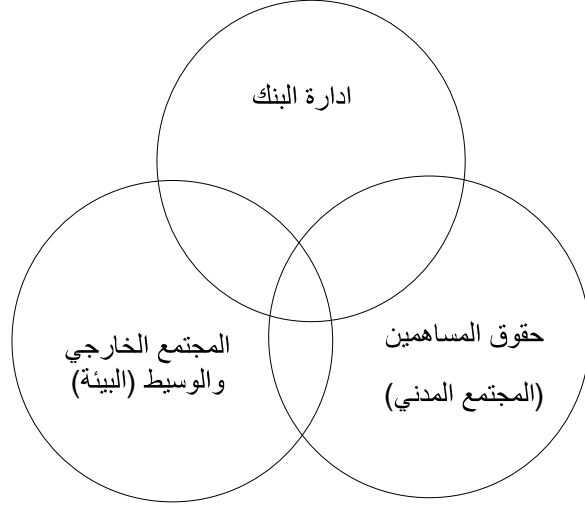 ادارة البنك
حقوق المساهمين
(المجتمع المدني)
المجتمع الخارجي
والوسيط (البيئة)